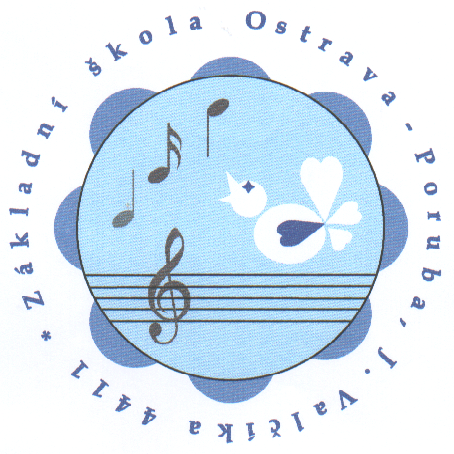 Základní škola Ostrava - Poruba, J. Valčíka 4411 *